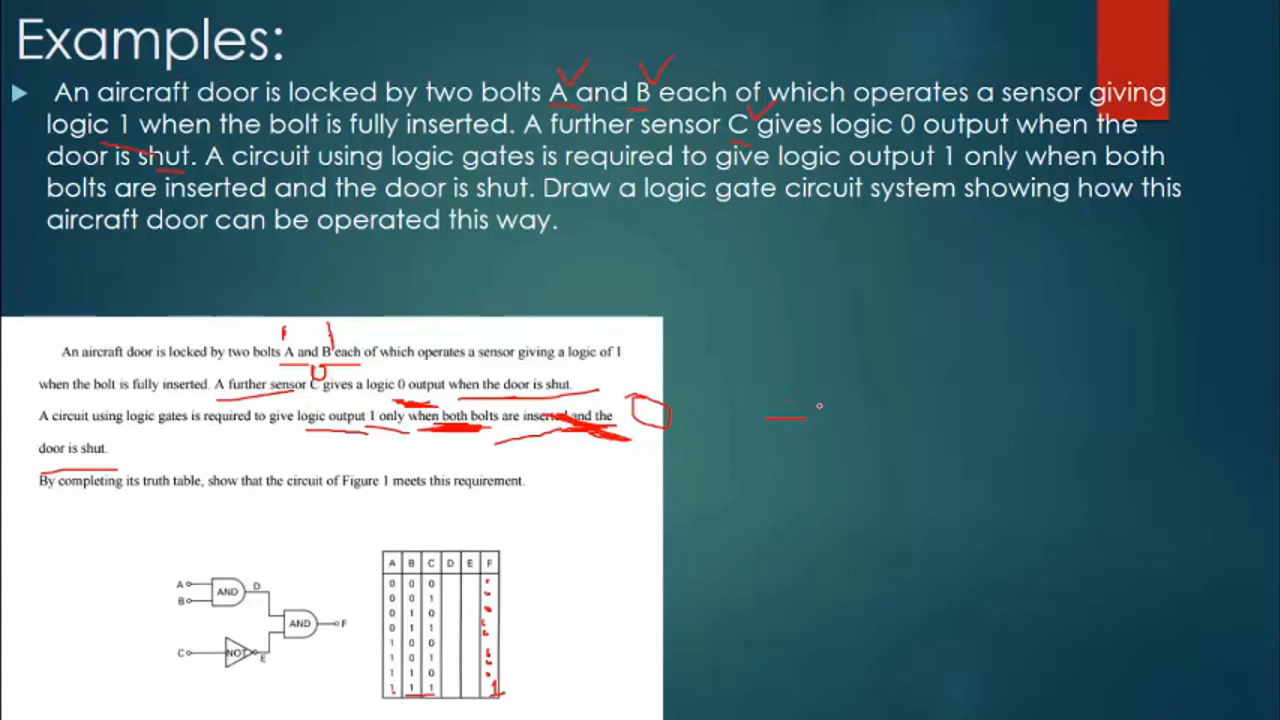 Examples:
An aircraft door is locked by two bolts A and B each of which operates a sensor giving
logic 1 when the bolt is fully inserted. A further sensor C gives logic 0 output when the
door is shut. A circuit using logic gates is required to give logic output 1 only when both
bolts are inserted and the door is shut. Draw a logic gate circuit system showing how this
aircraft door can be operated this way.
1 1
An aircraft door is locked by two bolts A and B each of which operates a sensor giving a logic of 1
0
when the bolt is fully inserted. A further sensor C gives a logic 0 output when the door is shut.
A circuit using logic gates is required to give logic output 1 only when both bolts are inserted and the
door is shut.
By completing its truth table, show that the circuit of Figure 1 meets this requirement.
A B C D E F
0 0 0
0 0 1
0 1 0
0 1 1
1 0 0
1 0 1
1 1 0
1 1 1 1
A AND D
B
AND F
C NOT E